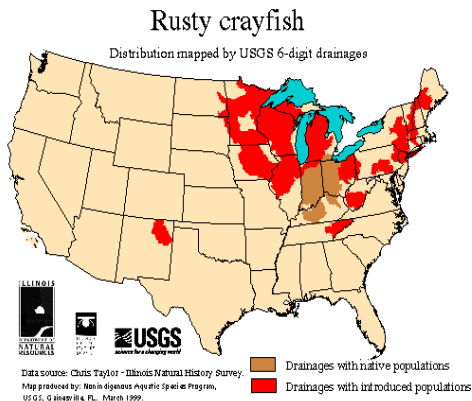 Rusty crayfish
Distribution mapped by USGS 6-digit drainages
ILLINOIS
DEPARTMENT OF
NATURAL
RESOURCES
USGS
science for a changing world
Data source: Chris Taylor - Illinois Natural History Survey.
Map produced by: Nonindigenous Aquatic Species Program,
USGS, Gainesville, FL. March 1999.
Drainages with native populations
Drainages with introduced populations